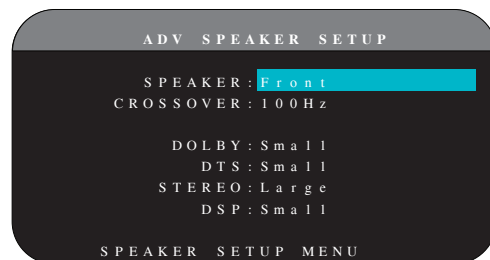 ADV SPEAKER SETUP
SPEAKER: Front
CROSSOVER: 100Hz
DOLBY: Small
DTS: Small
STEREO: Large
DSP: Small
SPEAKER SETUP MENU